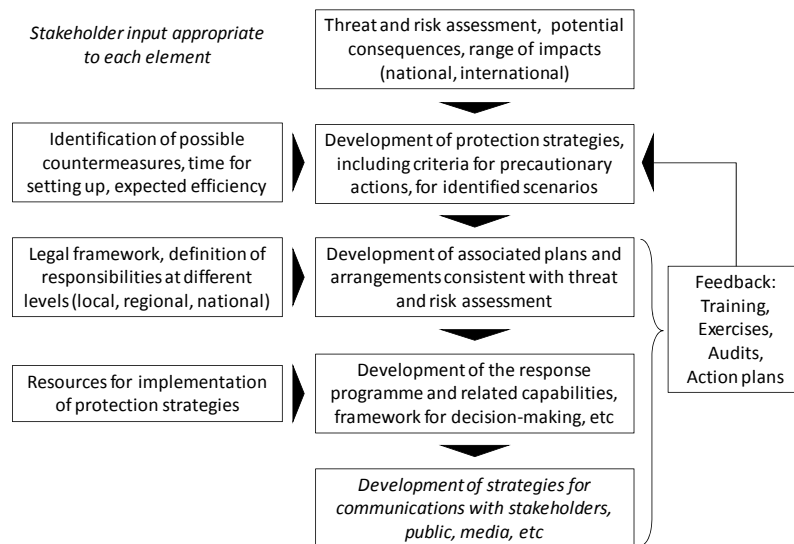 Stakeholder input appropriate
to each element
Threat and risk assessment, potential
consequences, range of impacts
(national, international)
Identification of possible
countermeasures, time for
setting up, expected efficiency
Development of protection strategies,
including criteria for precautionary
actions, for identified scenarios
Legal framework, definition of
responsibilities at different
levels (local, regional, national)
Development of associated plans and
arrangements consistent with threat
and risk assessment
Feedback:
Training,
Exercises,
Audits,
Action plans
Resources for implementation
of protection strategies
Development of the response
programme and related capabilities,
framework for decision-making, etc
Development of strategies for
communications with stakeholders,
public, media, etc